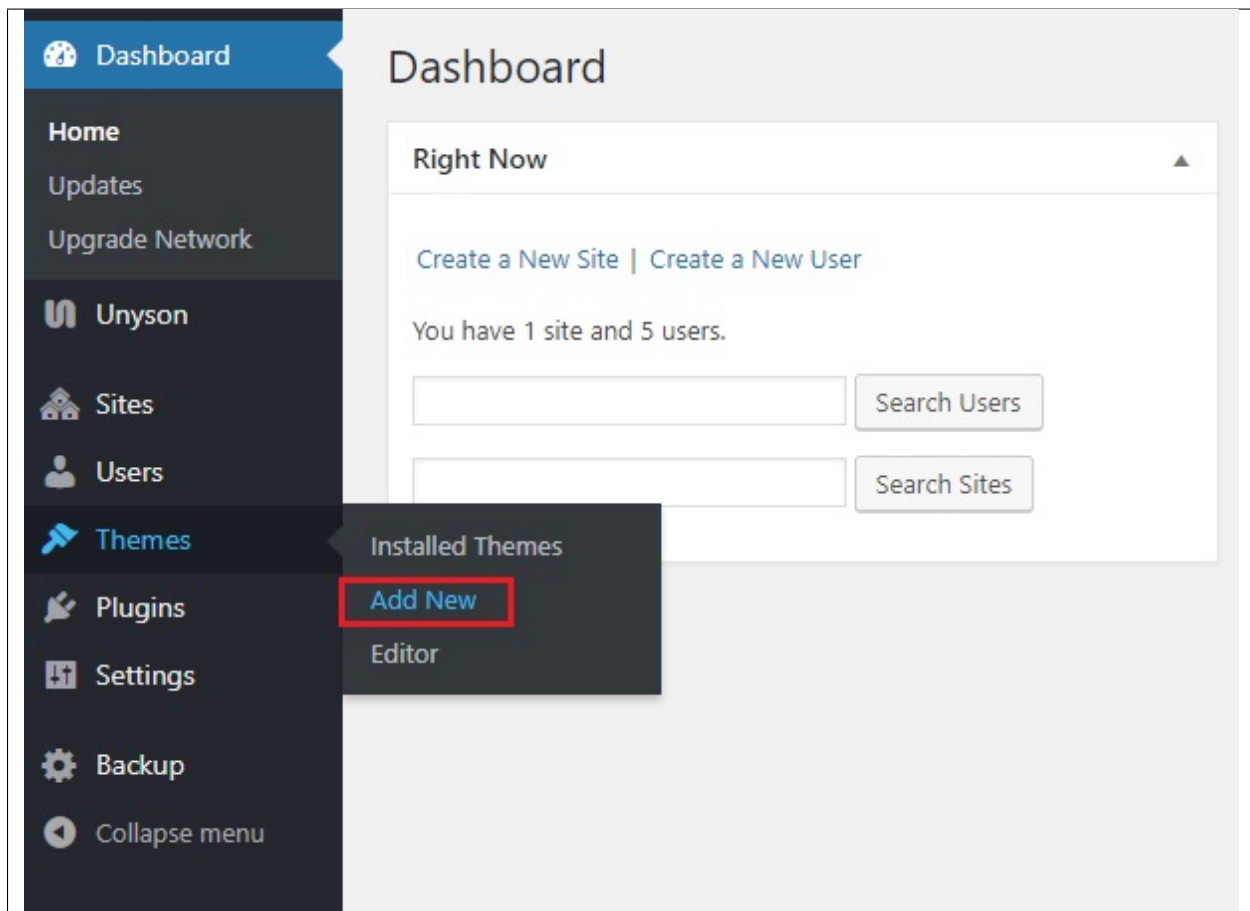 Dashboard
Home
Updates
Upgrade Network
Unyson
Sites
Users
Themes
Plugins
Settings
Backup
Collapse menu
Installed Themes
Add New
Editor
Dashboard
Right Now
Create a New Site | Create a New User
You have 1 site and 5 users.
Search Users
Search Sites